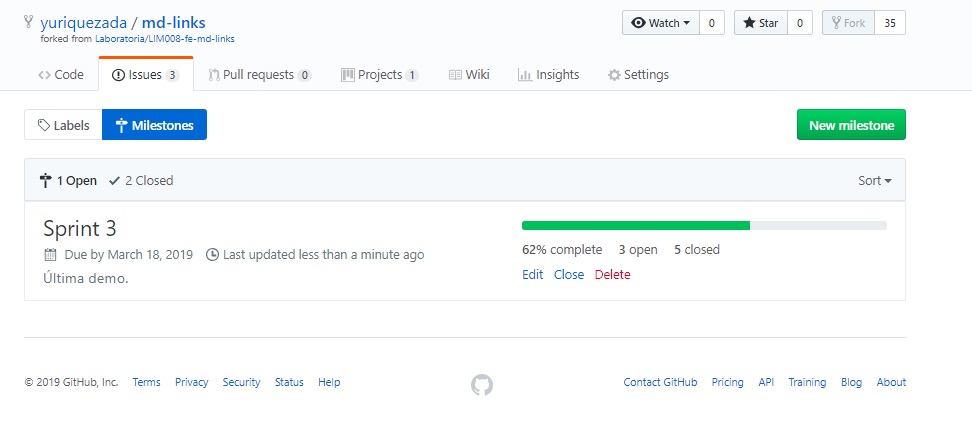 yuriquezada / md-links
Watch 0 Star 0 Fork 35
forked from Laboratoria/LIM008-fe-md-links
Code Issues 3 Pull requests 0 Projects 1 Wiki Insights Settings
Labels Milestones New milestone
1 Open 2 Closed Sort
Sprint 3
Due by March 18, 2019 Last updated less than a minute ago
Última demo.
62% complete 3 open 5 closed
Edit Close Delete
© 2019 GitHub, Inc. Terms Privacy Security Status Help Contact GitHub Pricing API Training Blog About